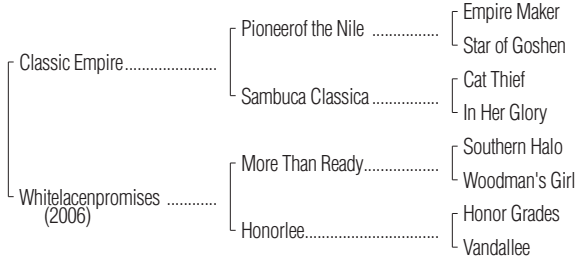 Empire Maker
Pioneerof the Nile ................
Star of Goshen
Classic Empire......................
Cat Thief
Sambuca Classica ................
In Her Glory
Southern Halo
More Than Ready..................
Woodman's Girl
Whitelacenpromises ............
(2006)
Honor Grades
Honorlee................................
Vandallee